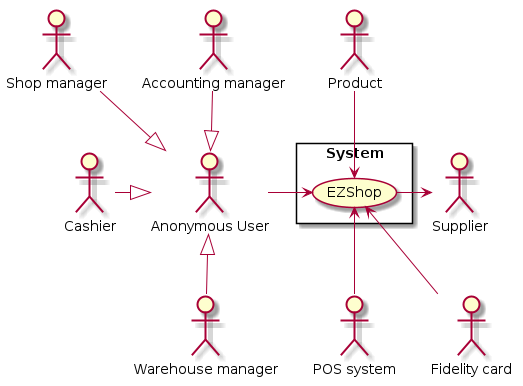 Shop manager
Accounting manager
Product
System
EZShop
Cashier
Anonymous User
Supplier
Warehouse manager
POS system
Fidelity card